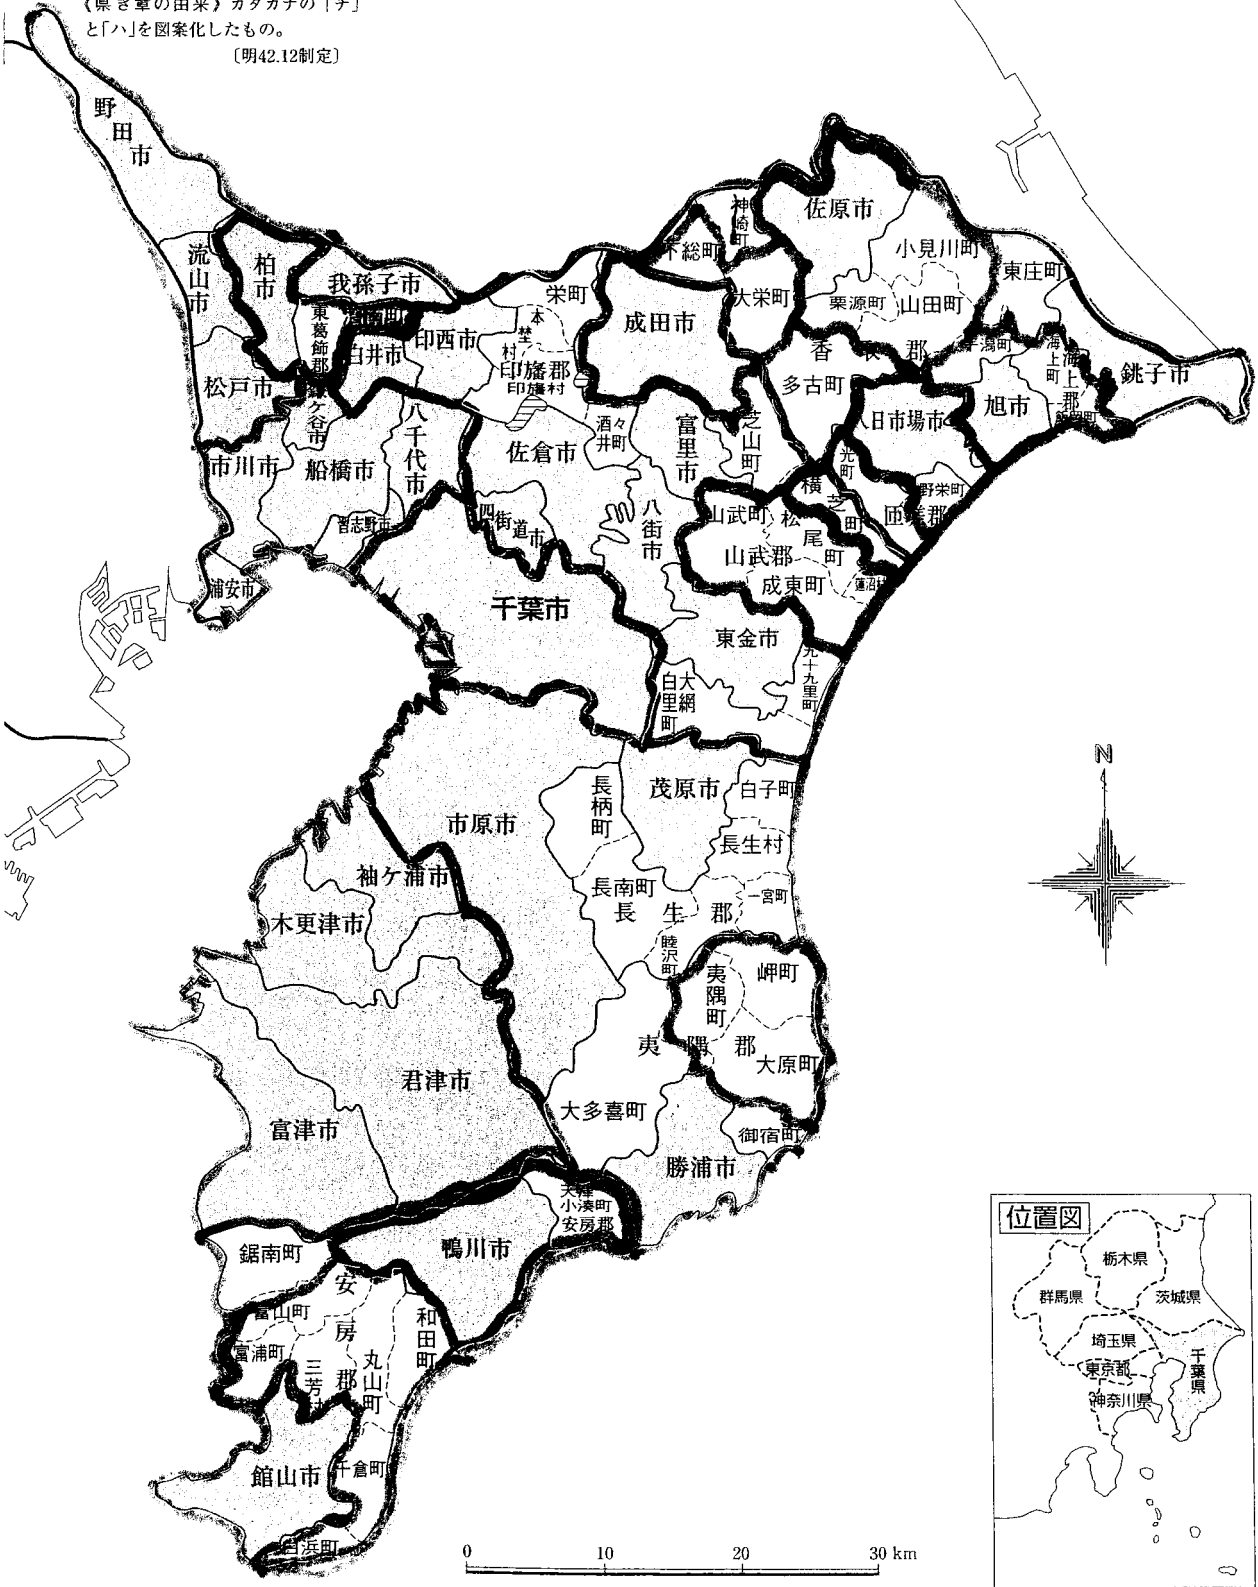 《県き章の由来》カタカナの「チ」
と「ハ」を図案化したもの。
〔明42.12制定〕
野田市
流山市
柏市
我孫子市
東葛飾郡
沼南町
白井市
印西市
松戸市
鎌ケ谷市
市川市
船橋市
八千代市
習志野市
浦安市
栄町
本埜村
印旛郡
印旛村
成田市
下総町
神崎町
大栄町
佐原市
小見川町
栗源町
山田町
東庄町
香取郡
多古町
干潟町
海上町
海上郡
飯岡町
銚子市
旭市
八日市場市
野栄町
匝瑳郡
光町
横芝町
芝山町
富里市
酒々井町
佐倉市
四街道市
八街市
山武町
松尾町
山武郡
成東町
蓮沼村
千葉市
東金市
九十九里町
大網白里町
市原市
長柄町
茂原市
白子町
長生村
長南町
長生郡
一宮町
睦沢町
袖ケ浦市
木更津市
君津市
富津市
夷隅町
岬町
夷隅郡
大原町
大多喜町
御宿町
勝浦市
天津小湊町
安房郡
鴨川市
鋸南町
富山町
富浦町
安房郡
三芳村
丸山町
和田町
館山市
千倉町
白浜町
N
0 10 20 30 km
位置図
栃木県
群馬県
茨城県
埼玉県
東京都
千葉県
神奈川県